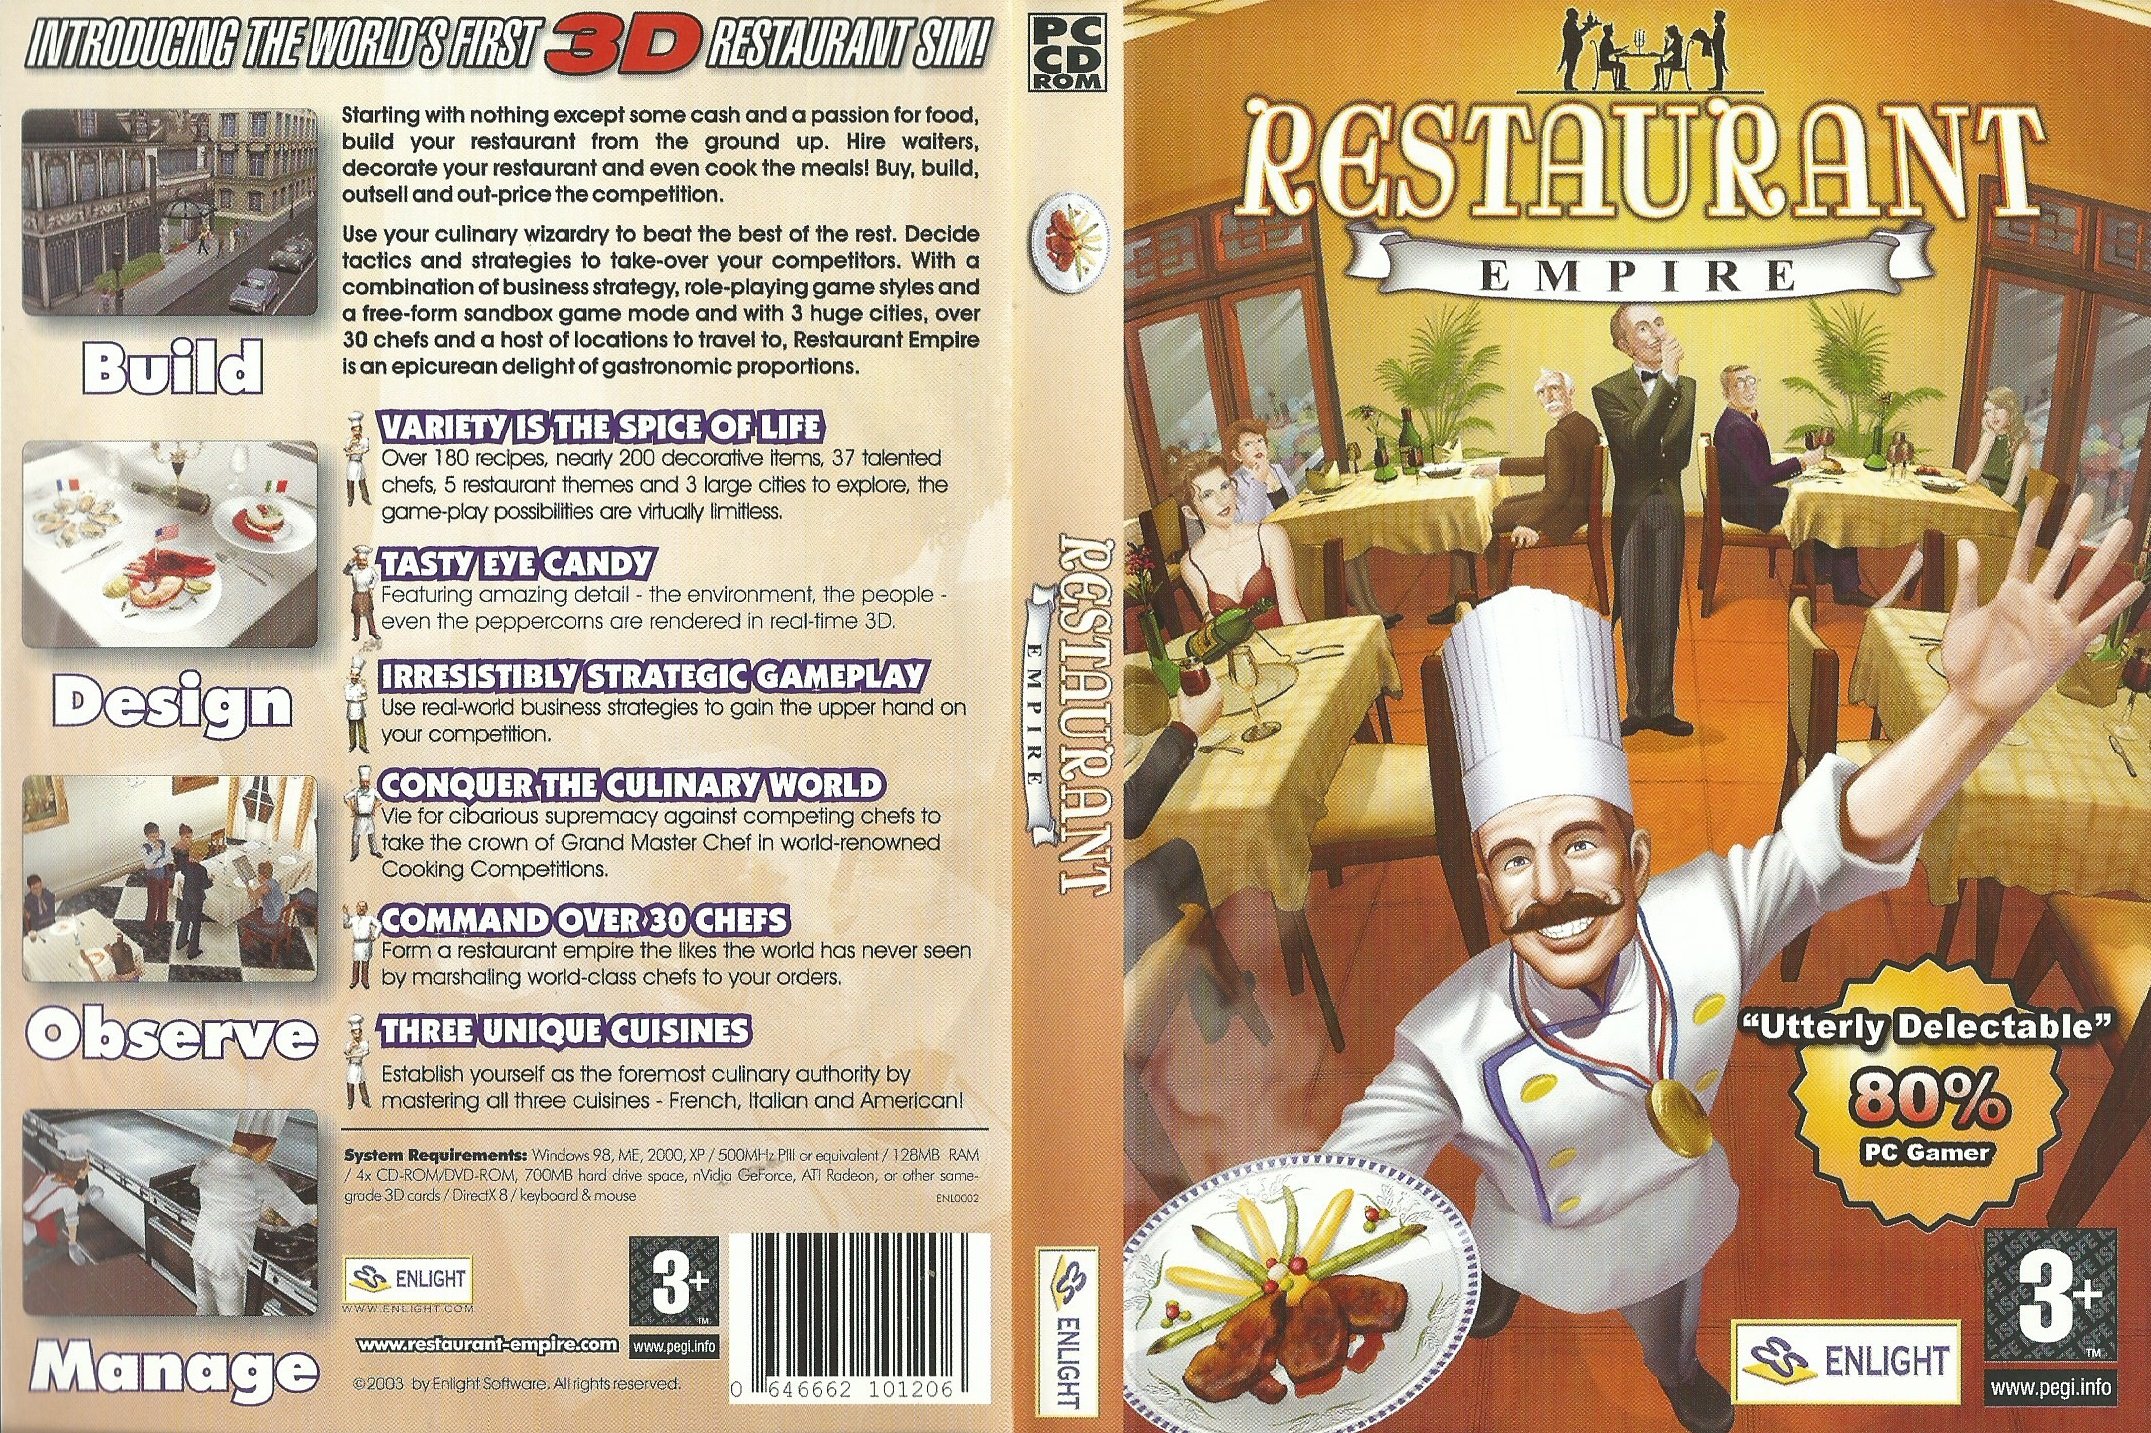 INTRODUCING THE WORLD'S FIRST 3D RESTAURANT SIM!
Starting with nothing except some cash and a passion for food,
build your restaurant from the ground up. Hire waiters,
decorate your restaurant and even cook the meals! Buy, build,
outsell and out-price the competition.
Use your culinary wizardry to beat the best of the rest. Decide
tactics and strategies to take-over your competitors. With a
combination of business strategy, role-playing game styles and
a free-form sandbox game mode and with 3 huge cities, over
30 chefs and a host of locations to travel to, Restaurant Empire
is an epicurean delight of gastronomic proportions.
Build
Design
Observe
Manage
VARIETY IS THE SPICE OF LIFE
Over 180 recipes, nearly 200 decorative items, 37 talented
chefs, 5 restaurant themes and 3 large cities to explore, the
game-play possibilities are virtually limitless.
TASTY EYE CANDY
Featuring amazing detail - the environment, the people -
even the peppercorns are rendered in real-time 3D.
IRRESISTIBLY STRATEGIC GAMEPLAY
Use real-world business strategies to gain the upper hand on
your competition.
CONQUER THE CULINARY WORLD
Vie for cibarious supremacy against competing chefs to
take the crown of Grand Master Chef in world-renowned
Cooking Competitions.
COMMAND OVER 30 CHEFS
Form a restaurant empire the likes the world has never seen
by marshaling world-class chefs to your orders.
THREE UNIQUE CUISINES
Establish yourself as the foremost culinary authority by
mastering all three cuisines - French, Italian and American!
System Requirements: Windows 98, ME, 2000, XP / 500MHz PIII or equivalent / 128MB RAM
/ 4x CD-ROM/DVD-ROM, 700MB hard drive space, nVidia GeForce, ATI Radeon, or other same-
grade 3D cards / DirectX 8 / keyboard & mouse
ENL0002
ENLIGHT
WWW.ENLIGHT.COM
www.restaurant-empire.com
©2003 by Enlight Software. All rights reserved.
3+
TM
www.pegi.info
0 646662 101206
PC
CD
ROM
RESTAURANT
EMPIRE
ENLIGHT
RESTAURANT
EMPIRE
"Utterly Delectable"
80%
PC Gamer
ISFE
3+
TM
www.pegi.info
ENLIGHT